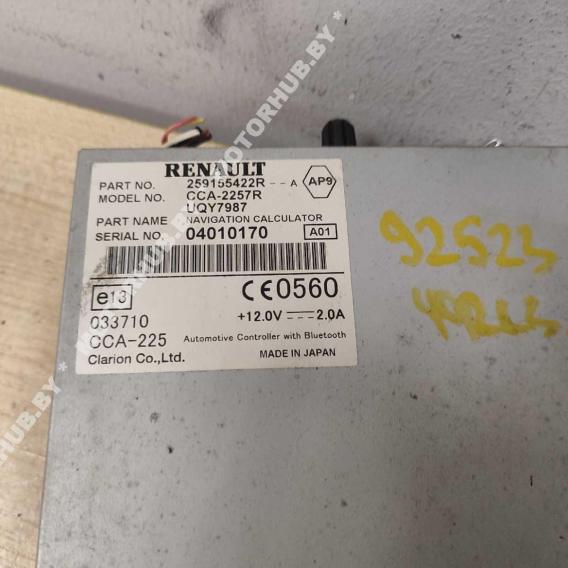 RENAULT
PART NO. 259155422R--A AP9
MODEL NO. CCA-2257R
UQY7987
PART NAME NAVIGATION CALCULATOR
SERIAL NO. 04010170 A01
e13 CE0560
033710 +12.0V 2.0A
CCA-225 Automotive Controller with Bluetooth
Clarion Co.,Ltd. MADE IN JAPAN
92523
* MOTORHUB.BY *